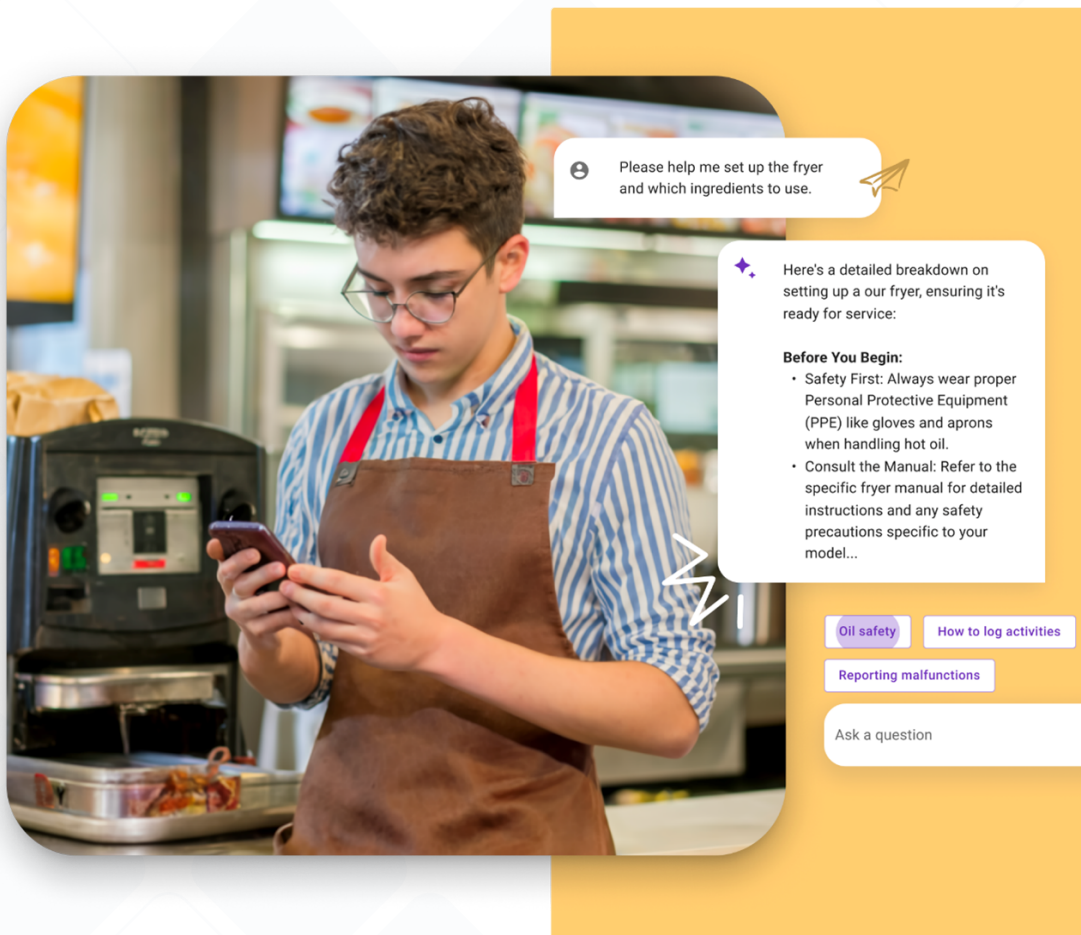 Please help me set up the fryer
and which ingredients to use.
Here's a detailed breakdown on
setting up a our fryer, ensuring it's
ready for service:
Before You Begin:
• Safety First: Always wear proper
Personal Protective Equipment
(PPE) like gloves and aprons
when handling hot oil.
• Consult the Manual: Refer to the
specific fryer manual for detailed
instructions and any safety
precautions specific to your
model...
Oil safety
How to log activities
Reporting malfunctions
Ask a question